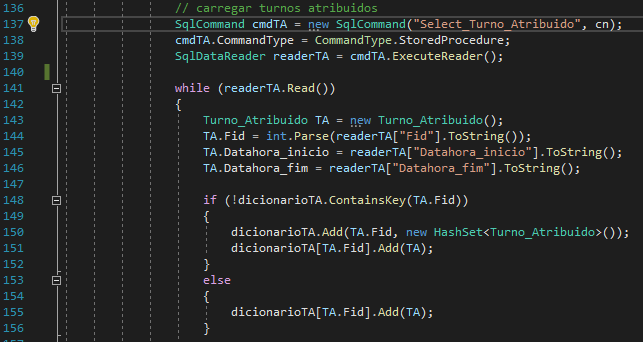 136 // carregar turnos atribuidos
137 SqlCommand cmdTA = new SqlCommand("Select_Turno_Atribuido", cn);
138 cmdTA.CommandType = CommandType.StoredProcedure;
139 SqlDataReader readerTA = cmdTA.ExecuteReader();
140
141 while (readerTA.Read())
142 {
143 Turno_Atribuido TA = new Turno_Atribuido();
144 TA.Fid = int.Parse(readerTA["Fid"].ToString());
145 TA.Datahora_inicio = readerTA["Datahora_inicio"].ToString();
146 TA.Datahora_fim = readerTA["Datahora_fim"].ToString();
147
148 if (!dicionarioTA.ContainsKey(TA.Fid))
149 {
150 dicionarioTA.Add(TA.Fid, new HashSet<Turno_Atribuido>());
151 dicionarioTA[TA.Fid].Add(TA);
152 }
153 else
154 {
155 dicionarioTA[TA.Fid].Add(TA);
156 }